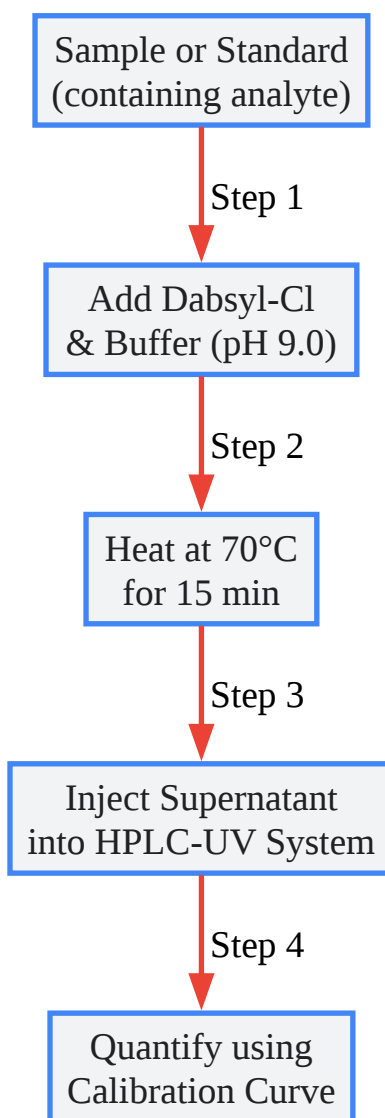 Sample or Standard
(containing analyte)
Step 1
Add Dabsyl-Cl
& Buffer (pH 9.0)
Step 2
Heat at 70°C
for 15 min
Step 3
Inject Supernatant
into HPLC-UV System
Step 4
Quantify using
Calibration Curve